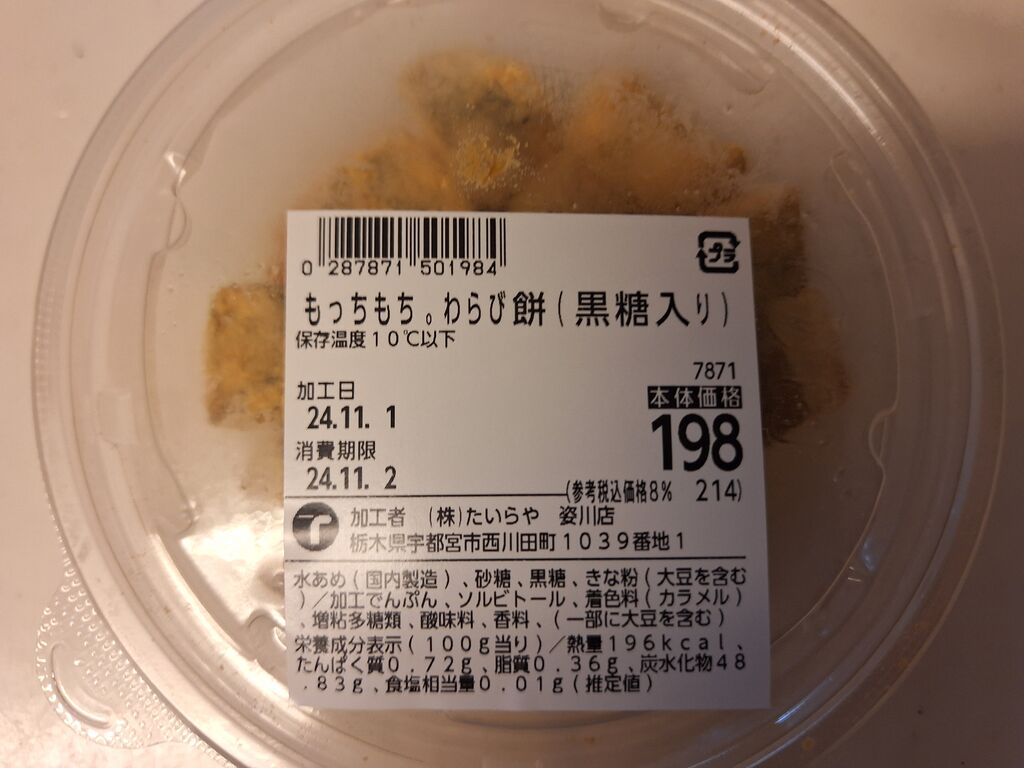 0 287871 501984
プラ
もっちもち。わらび餅(黒糖入り)
保存温度10℃以下
7871
加工日
本体価格
24.11. 1
198
消費期限
24.11. 2
(参考税込価格8% 214)
加工者 (株)たいらや 姿川店
栃木県宇都宮市西川田町1039番地1
水あめ(国内製造)、砂糖、黒糖、きな粉(大豆を含む
)/加工でんぷん、ソルビトール、着色料(カラメル)
、増粘多糖類、酸味料、香料、(一部に大豆を含む)
栄養成分表示(100g当り)/熱量196kcal、
たんぱく質0.72g、脂質0.36g、炭水化物48
.83g、食塩相当量0.01g(推定値)